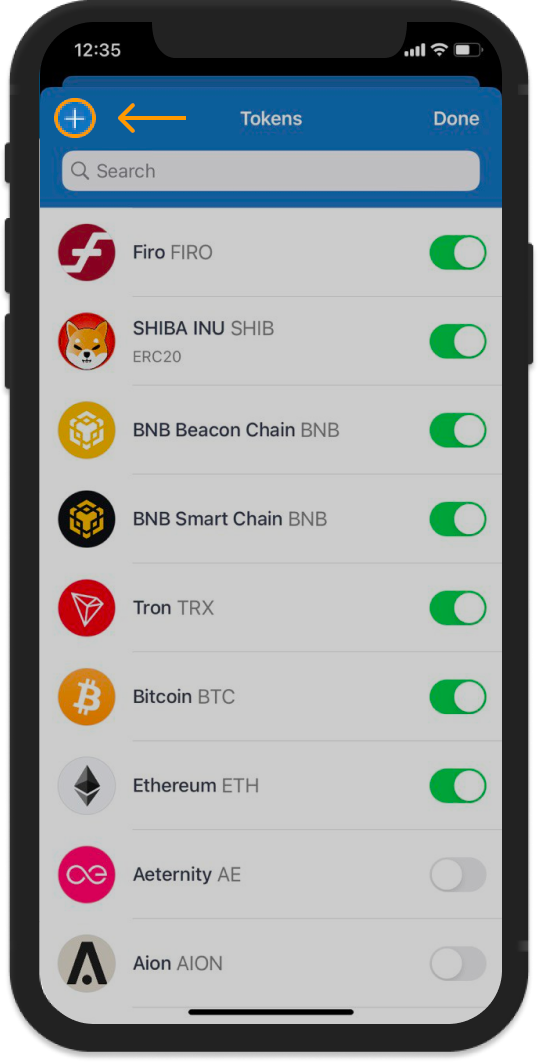 12:35
Tokens
Done
Search
Firo FIRO
SHIBA INU SHIB
ERC20
BNB Beacon Chain BNB
BNB Smart Chain BNB
Tron TRX
Bitcoin BTC
Ethereum ETH
Aeternity AE
Aion AION